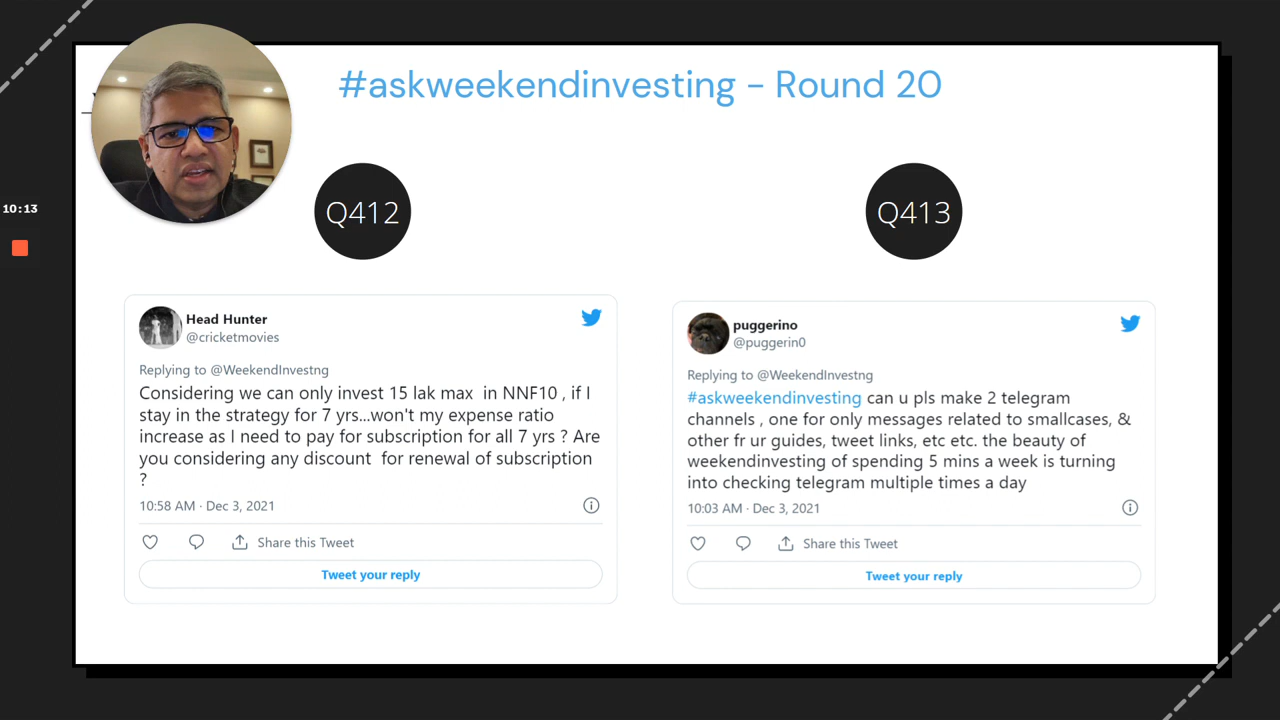 #askweekendinvesting - Round 20
10:13
Q412
Head Hunter
@cricketmovies
Replying to @WeekendInvestng
Considering we can only invest 15 lak max in NNF10 , if I
stay in the strategy for 7 yrs...won't my expense ratio
increase as I need to pay for subscription for all 7 yrs ? Are
you considering any discount for renewal of subscription
?
10:58 AM · Dec 3, 2021
Share this Tweet
Tweet your reply
Q413
puggerino
@puggerin0
Replying to @WeekendInvestng
#askweekendinvesting can u pls make 2 telegram
channels , one for only messages related to smallcases, &
other fr ur guides, tweet links, etc etc. the beauty of
weekendinvesting of spending 5 mins a week is turning
into checking telegram multiple times a day
10:03 AM · Dec 3, 2021
Share this Tweet
Tweet your reply